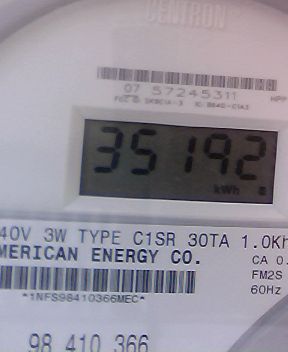 CENTRON
07 57245311
35192
kWh
40V 3W TYPE C1SR 30TA 1.0Kh
MERICAN ENERGY CO.
CA 0.
FM2S
60Hz
*1NFS98410366MEC*
98 410 366